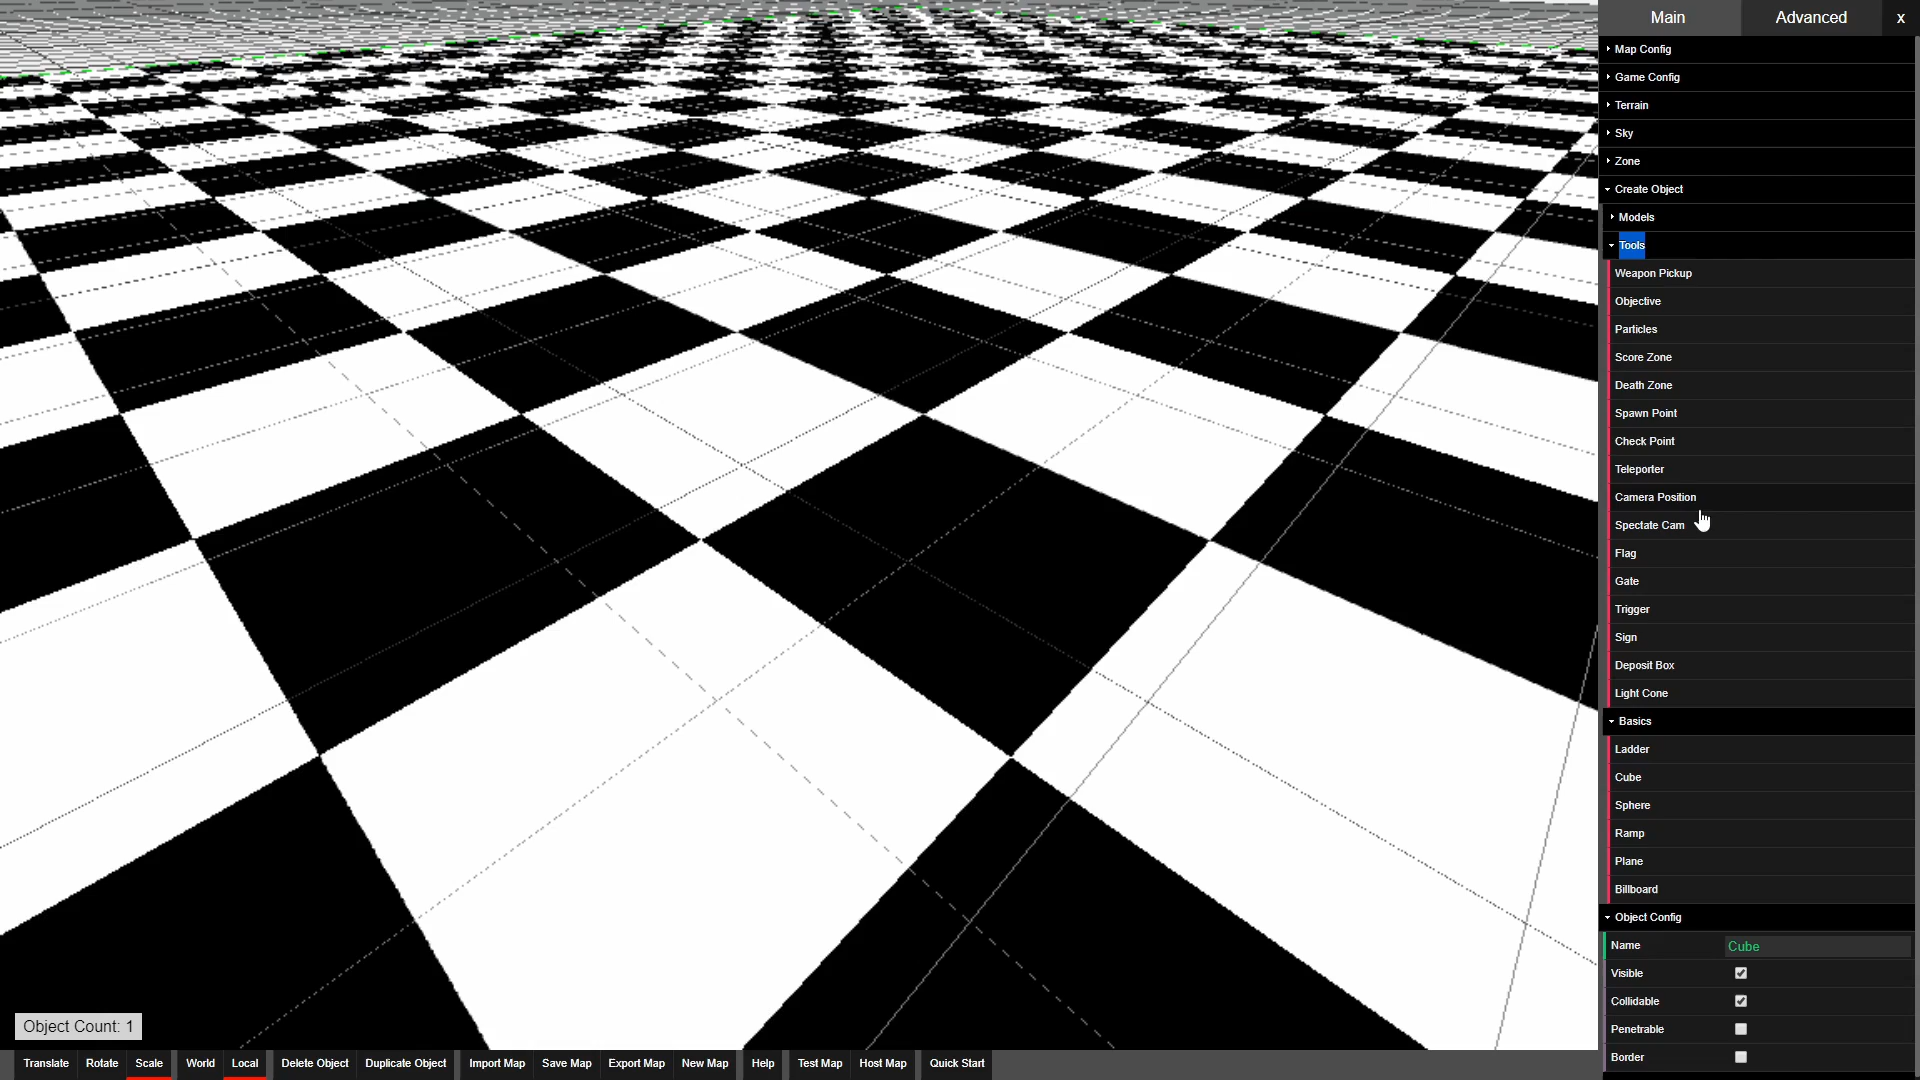 Main Advanced X
Map Config
Game Config
Terrain
Sky
Zone
Create Object
Models
Tools
Weapon Pickup
Objective
Particles
Score Zone
Death Zone
Spawn Point
Check Point
Teleporter
Camera Position
Spectate Cam
Flag
Gate
Trigger
Sign
Deposit Box
Light Cone
Basics
Ladder
Cube
Sphere
Ramp
Plane
Billboard
Object Config
Name Cube
Visible
Collidable
Penetrable
Border
Object Count: 1
Translate Rotate Scale World Local Delete Object Duplicate Object Import Map Save Map Export Map New Map Help Test Map Host Map Quick Start